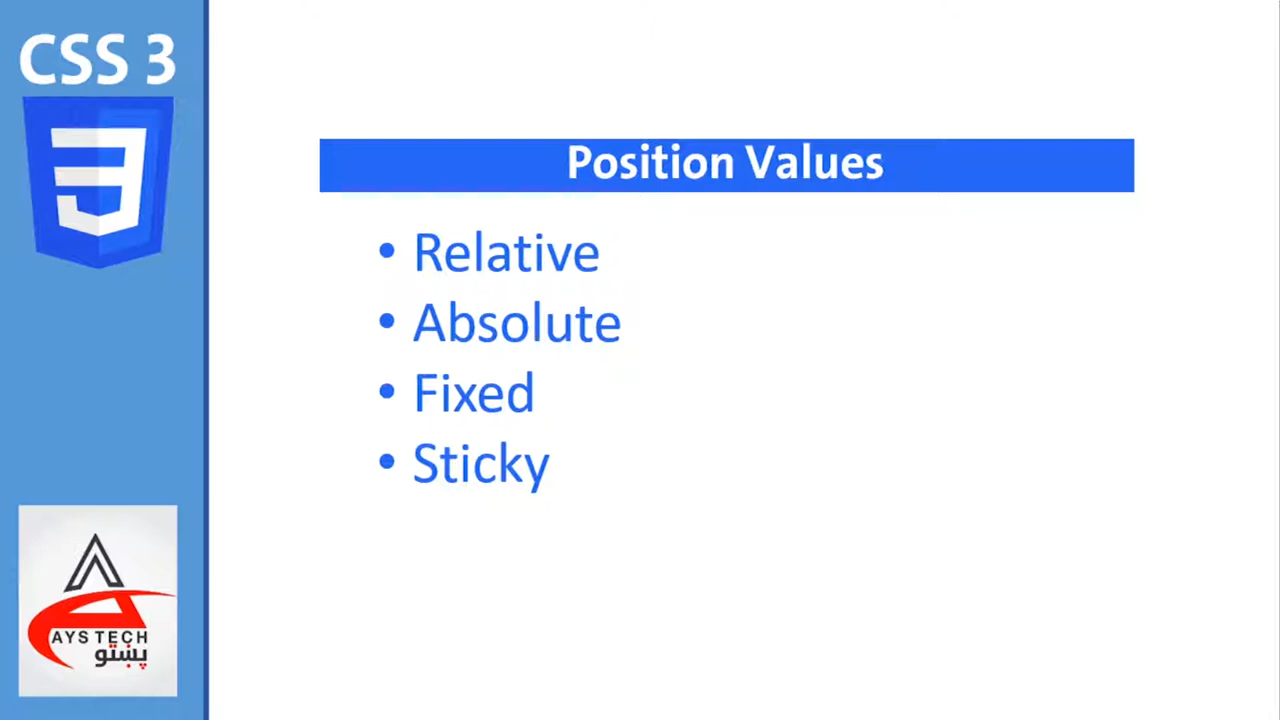 CSS 3
Position Values
• Relative
• Absolute
• Fixed
• Sticky
AYS TECH
پښتو